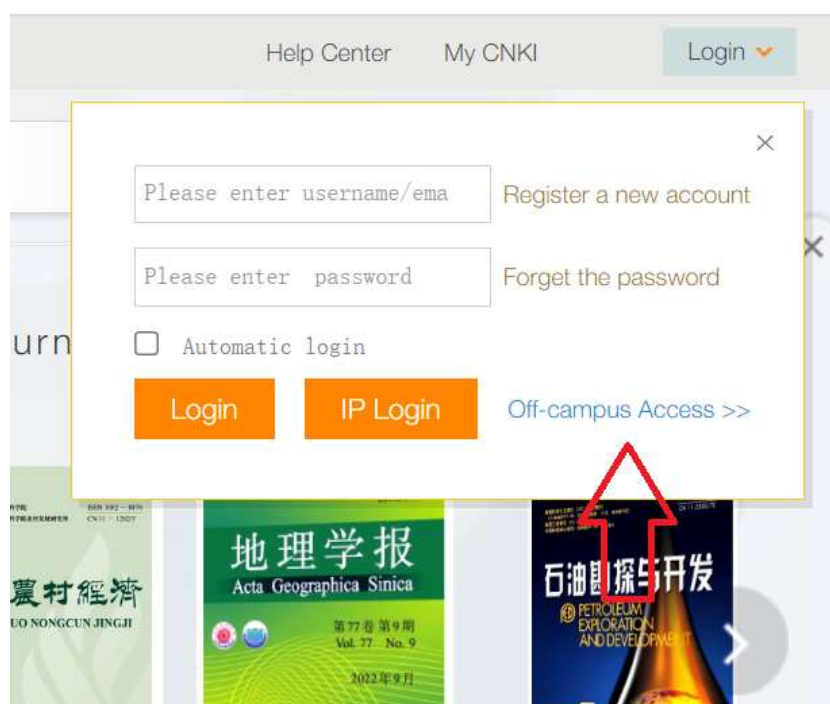 Help Center My CNKI Login
×
Please enter username/ema Register a new account
×
Please enter password Forget the password
urn
Automatic login
Login IP Login Off-campus Access >>
農村經濟
UO NONGCUN JINGJI
地理学报
Acta Geographica Sinica
第77卷 第9期
Vol. 77 No. 9
2022年9月
石油勘探与开发
PETROLEUM
EXPLORATION
AND DEVELOPMENT